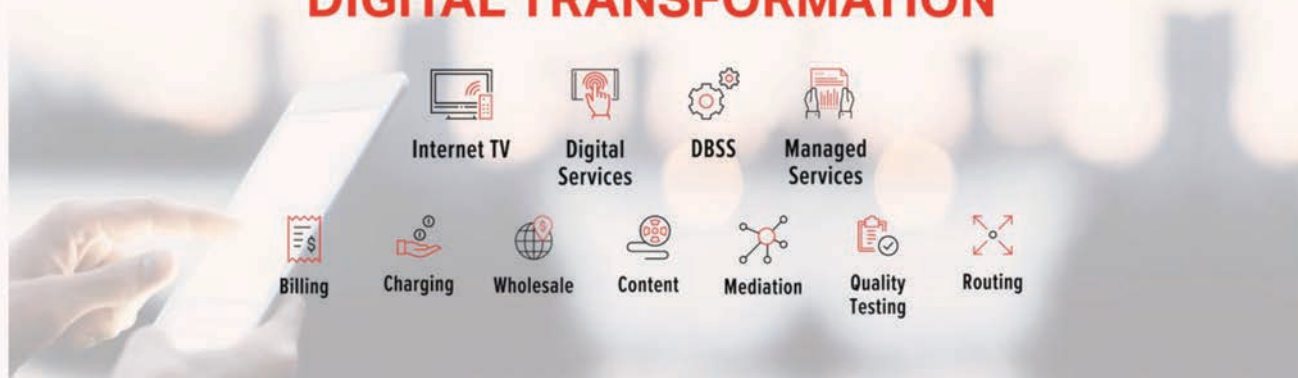 DIGITAL TRANSFORMATION
Internet TV
Digital
Services
DBSS
Managed
Services
Billing
Charging
Wholesale
Content
Mediation
Quality
Testing
Routing